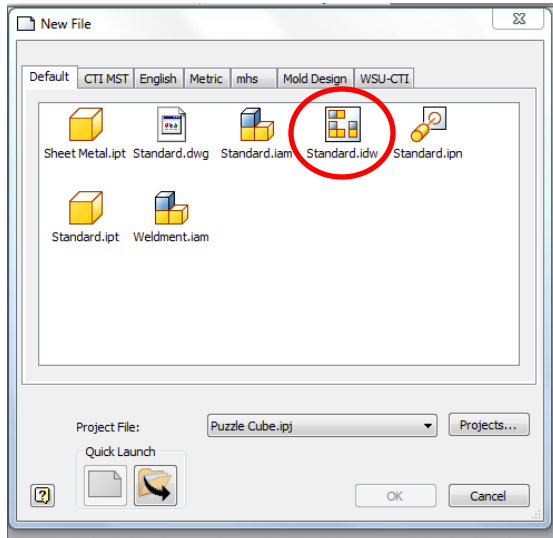 New File
Default CTI MST English Metric mhs Mold Design WSU-CTI
Sheet Metal.ipt Standard.dwg Standard.iam Standard.idw Standard.ipn
Standard.ipt Weldment.iam
Project File: Puzzle Cube.ipj Projects...
Quick Launch
OK Cancel